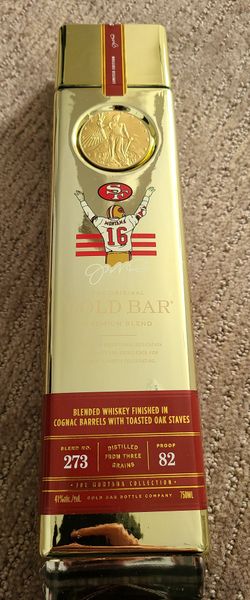 LIMITED EDITION
SF
MONTANA
16
ORIGINAL
GOLD BAR®
PREMIUM BLEND
BLENDED WHISKEY FINISHED IN
COGNAC BARRELS WITH TOASTED OAK STAVES
BLEND NO.
273
DISTILLED
FROM THREE
GRAINS
PROOF
82
- JOE MONTANA COLLECTION -
41%alc./vol.
GOLD BAR BOTTLE COMPANY
750ML